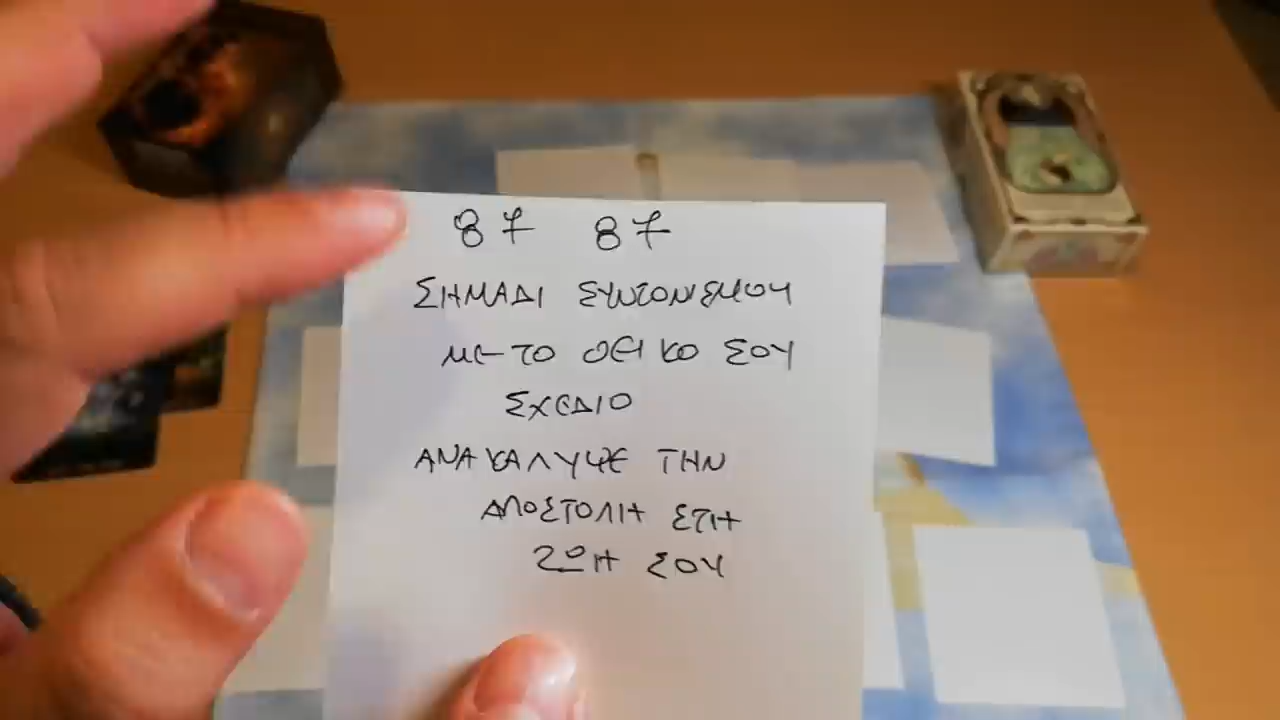 87 87
ΣΗΜΑΔΙ ΣΥΝΤΟΝΙΣΜΟΥ
ΜΕ ΤΟ ΘΕΙΚΟ ΣΟΥ
ΣΧΕΔΙΟ
ΑΝΑΚΑΛΥΨΕ ΤΗΝ
ΑΠΟΣΤΟΛΗ ΣΤΗ
ΖΩΗ ΣΟΥ